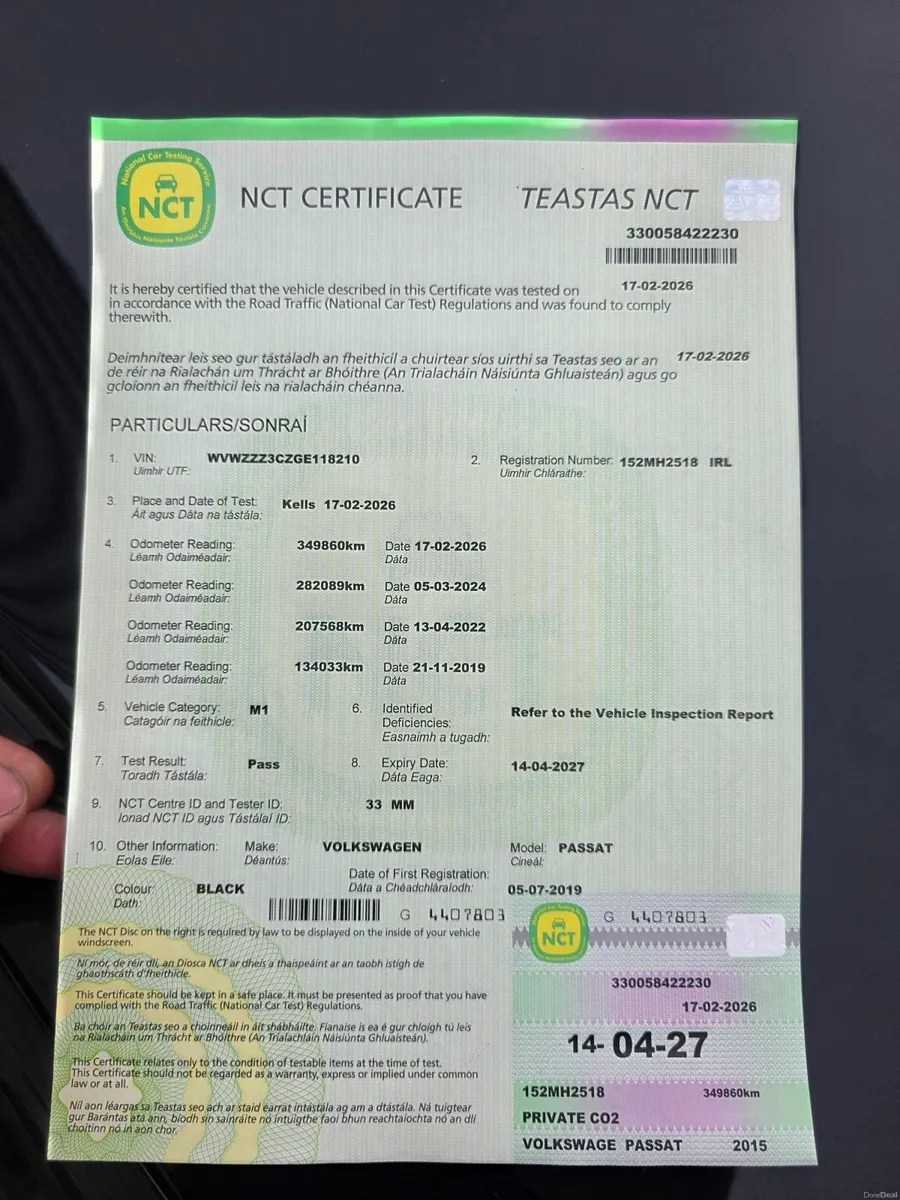 National Car Testing Service
NCT
An tSeirbhís Náisiúnta Tástála Carranna
NCT CERTIFICATE TEASTAS NCT
330058422230
It is hereby certified that the vehicle described in this Certificate was tested on 17-02-2026
in accordance with the Road Traffic (National Car Test) Regulations and was found to comply
therewith.
Deimhnítear leis seo gur tástáladh an fheithicil a chuirtear síos uirthi sa Teastas seo ar an 17-02-2026
de réir na Rialachán um Thrácht ar Bhóithre (An Trialacháin Náisiúnta Ghluaisteán) agus go
gcloíonn an fheithicil leis na rialacháin chéanna.
PARTICULARS/SONRAÍ
1. VIN: WVWZZZ3CZGE118210 2. Registration Number: 152MH2518 IRL
Uimhir UTF: Uimhir Chláraithe:
3. Place and Date of Test: Kells 17-02-2026
Áit agus Dáta na tástála:
4. Odometer Reading: 349860km Date 17-02-2026
Léamh Odaiméadair: Dáta
Odometer Reading: 282089km Date 05-03-2024
Léamh Odaiméadair: Dáta
Odometer Reading: 207568km Date 13-04-2022
Léamh Odaiméadair: Dáta
Odometer Reading: 134033km Date 21-11-2019
Léamh Odaiméadair: Dáta
5. Vehicle Category: M1 6. Identified
Catagóir na feithicle: Deficiencies: Refer to the Vehicle Inspection Report
Easnaimh a tugadh:
7. Test Result: Pass 8. Expiry Date: 14-04-2027
Toradh Tástála: Dáta Eaga:
9. NCT Centre ID and Tester ID: 33 MM
Ionad NCT ID agus Tástálaí ID:
10. Other Information: Make: VOLKSWAGEN Model: PASSAT
Eolas Eile: Déantús: Cineál:
Date of First Registration:
Colour: BLACK Dáta a Chéadchláraíodh: 05-07-2019
Dath:
G 4407803
G 4407803
The NCT Disc on the right is required by law to be displayed on the inside of your vehicle
windscreen.
Ní mór, de réir dlí, an Diosca NCT ar dheis a thaispeáint ar an taobh istigh de
ghaothscáth d'fheithicle.
This Certificate should be kept in a safe place. It must be presented as proof that you have
complied with the Road Traffic (National Car Test) Regulations.
Ba chóir an Teastas seo a choinneáil in áit shábháilte. Fianaise is ea é gur chloígh tú leis
na Rialacháin um Thrácht ar Bhóithre (An Trialacháin Náisiúnta Ghluaisteán).
This Certificate relates only to the condition of testable items at the time of test.
This Certificate should not be regarded as a warranty, express or implied under common
law or at all.
Níl aon léargas sa Teastas seo ach ar staid earraí intástála ag am a dtástála. Ná tuigtear
gur Barántas atá ann, bíodh sin sainráite nó intuigthe faoi bhun reachtaíochta nó an dlí
choitinn nó in aon chor.
NCT
330058422230
17-02-2026
14- 04-27
152MH2518 349860km
PRIVATE CO2
VOLKSWAGE PASSAT 2015
DoneDeal